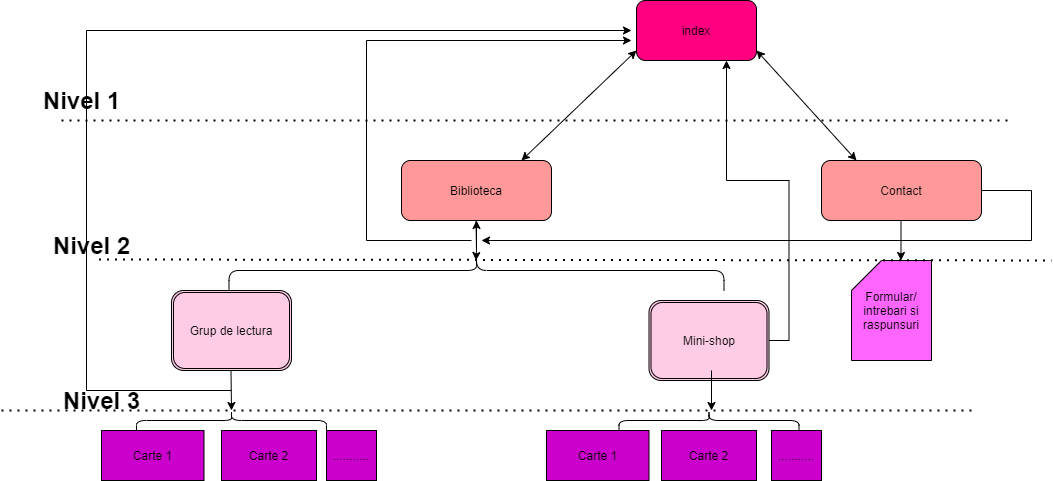 index
Nivel 1
Biblioteca
Contact
Nivel 2
Formular/
intrebari si
raspunsuri
Grup de lectura
Mini-shop
Nivel 3
Carte 1
Carte 2
...........
Carte 1
Carte 2
...........